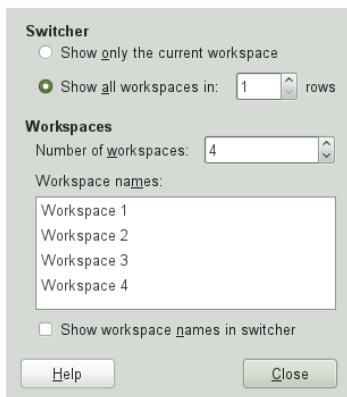 Switcher
Show only the current workspace
Show all workspaces in: 1 rows
Workspaces
Number of workspaces: 4
Workspace names:
Workspace 1
Workspace 2
Workspace 3
Workspace 4
Show workspace names in switcher
Help Close